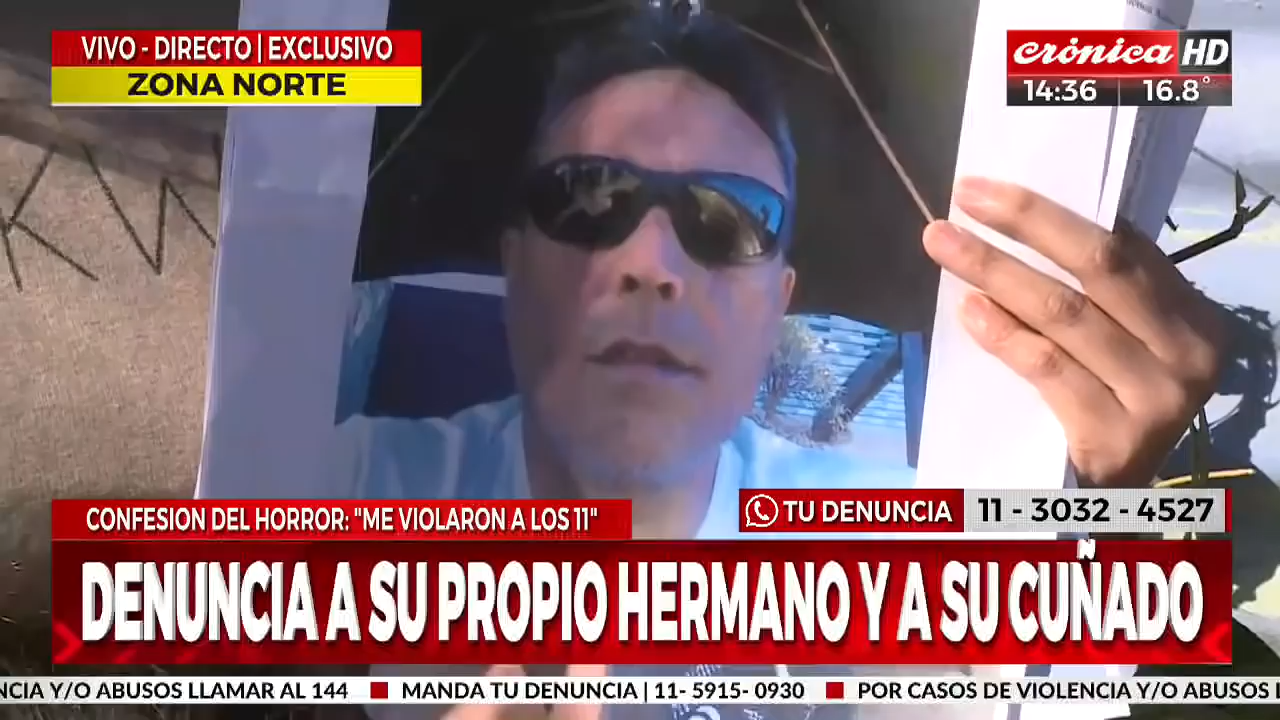 VIVO - DIRECTO | EXCLUSIVO
ZONA NORTE
crónica HD
14:36 | 16.8°
KW
CONFESION DEL HORROR: "ME VIOLARON A LOS 11"
TU DENUNCIA 11 - 3032 - 4527
DENUNCIA A SU PROPIO HERMANO Y A SU CUÑADO
NCIA Y/O ABUSOS LLAMAR AL 144 ■ MANDA TU DENUNCIA | 11- 5915- 0930 ■ POR CASOS DE VIOLENCIA Y/O ABUSOS